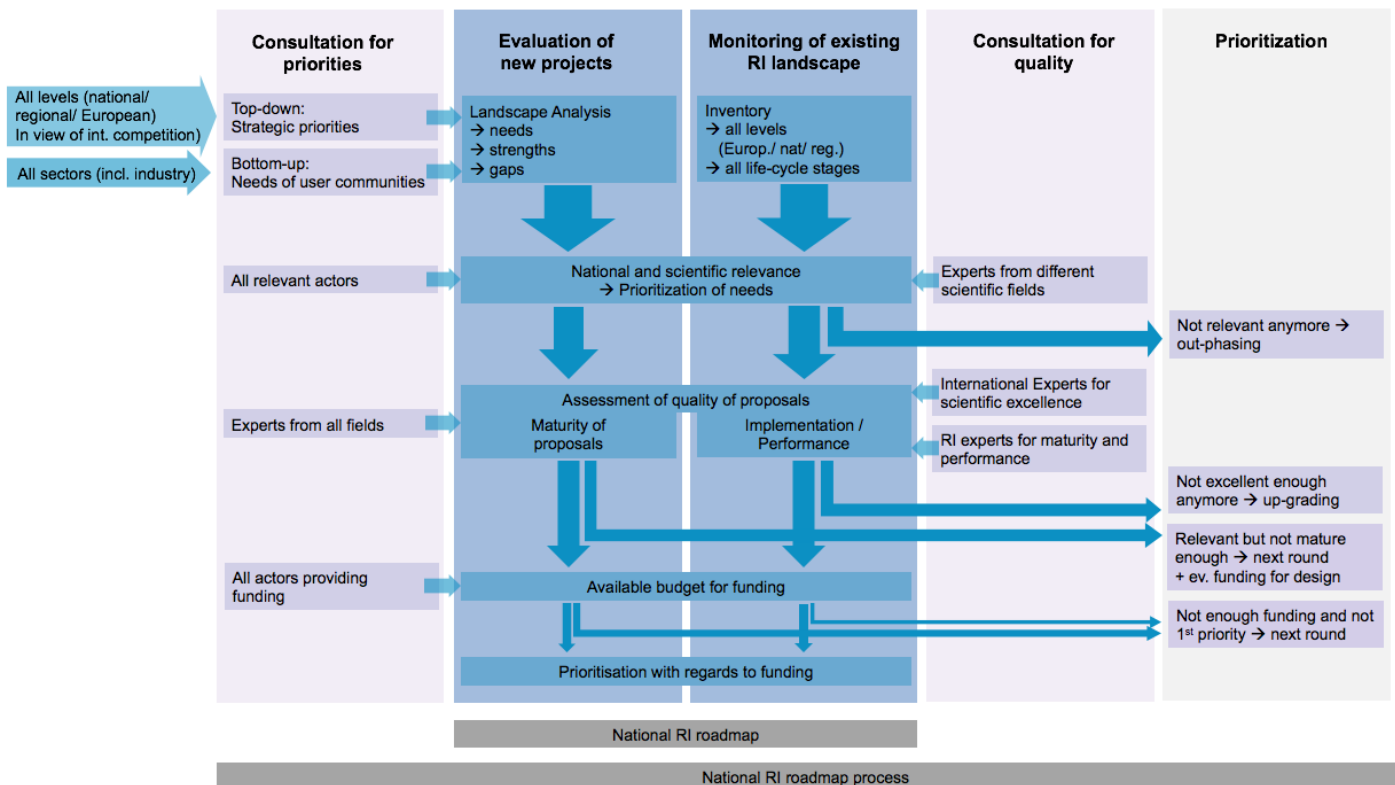 Consultation for
priorities
Evaluation of
new projects
Monitoring of existing
RI landscape
Consultation for
quality
Prioritization
All levels (national/
regional/ European)
In view of int. competition)
All sectors (incl. industry)
Top-down:
Strategic priorities
Bottom-up:
Needs of user communities
Landscape Analysis
→ needs
→ strengths
→ gaps
Inventory
→ all levels
(Europ./ nat/ reg.)
→ all life-cycle stages
All relevant actors
National and scientific relevance
→ Prioritization of needs
Experts from different
scientific fields
Not relevant anymore →
out-phasing
Assessment of quality of proposals
International Experts for
scientific excellence
Experts from all fields
Maturity of
proposals
Implementation /
Performance
RI experts for maturity and
performance
Not excellent enough
anymore → up-grading
Relevant but not mature
enough → next round
+ ev. funding for design
All actors providing
funding
Available budget for funding
Not enough funding and not
1st priority → next round
Prioritisation with regards to funding
National RI roadmap
National RI roadmap process